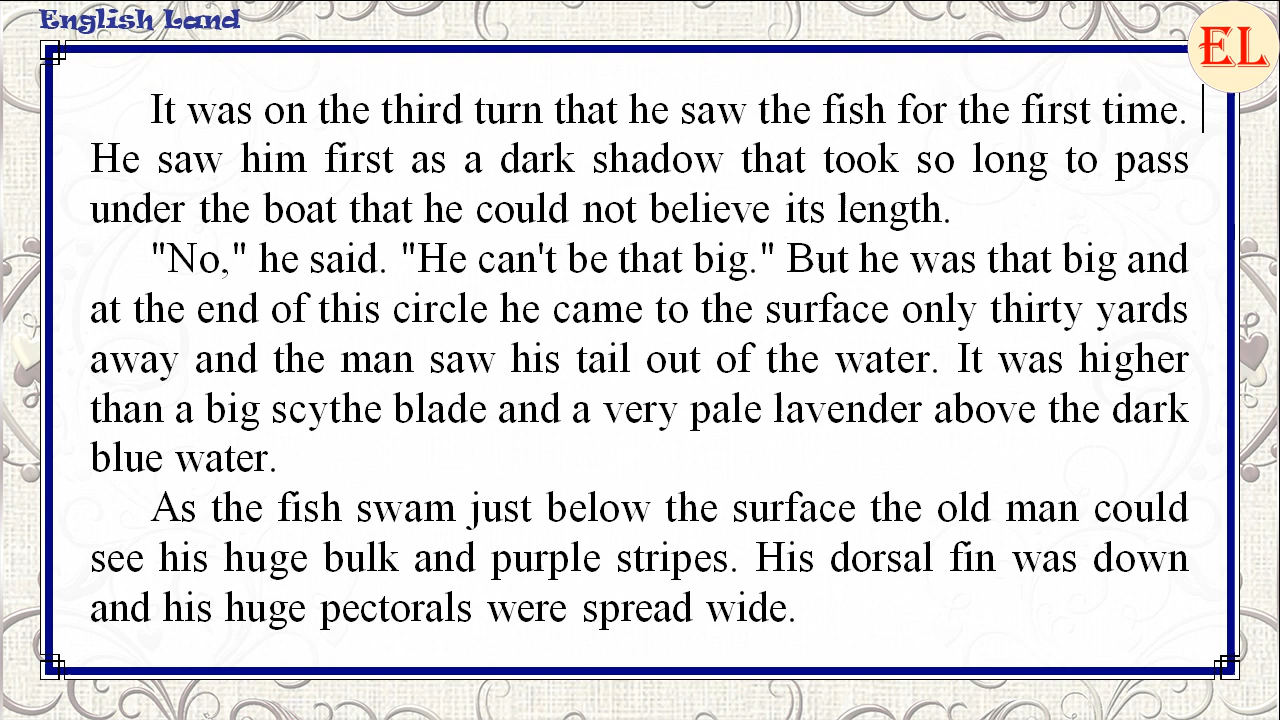 English Land
EL
It was on the third turn that he saw the fish for the first time.
He saw him first as a dark shadow that took so long to pass
under the boat that he could not believe its length.
"No," he said. "He can't be that big." But he was that big and
at the end of this circle he came to the surface only thirty yards
away and the man saw his tail out of the water. It was higher
than a big scythe blade and a very pale lavender above the dark
blue water.
As the fish swam just below the surface the old man could
see his huge bulk and purple stripes. His dorsal fin was down
and his huge pectorals were spread wide.